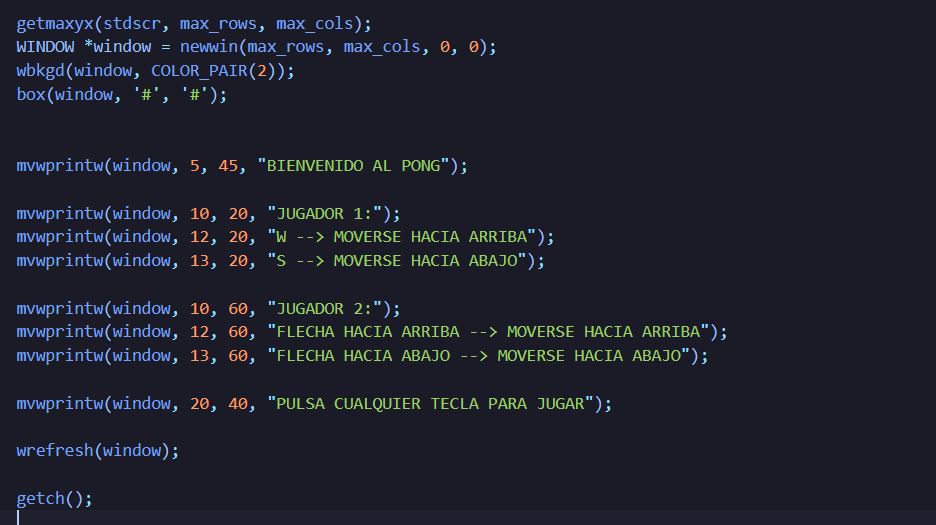 getmaxyx(stdscr, max_rows, max_cols);
WINDOW *window = newwin(max_rows, max_cols, 0, 0);
wbkgd(window, COLOR_PAIR(2));
box(window, '#', '#');
mvwprintw(window, 5, 45, "BIENVENIDO AL PONG");
mvwprintw(window, 10, 20, "JUGADOR 1:");
mvwprintw(window, 12, 20, "W --> MOVERSE HACIA ARRIBA");
mvwprintw(window, 13, 20, "S --> MOVERSE HACIA ABAJO");
mvwprintw(window, 10, 60, "JUGADOR 2:");
mvwprintw(window, 12, 60, "FLECHA HACIA ARRIBA --> MOVERSE HACIA ARRIBA");
mvwprintw(window, 13, 60, "FLECHA HACIA ABAJO --> MOVERSE HACIA ABAJO");
mvwprintw(window, 20, 40, "PULSA CUALQUIER TECLA PARA JUGAR");
wrefresh(window);
getch();